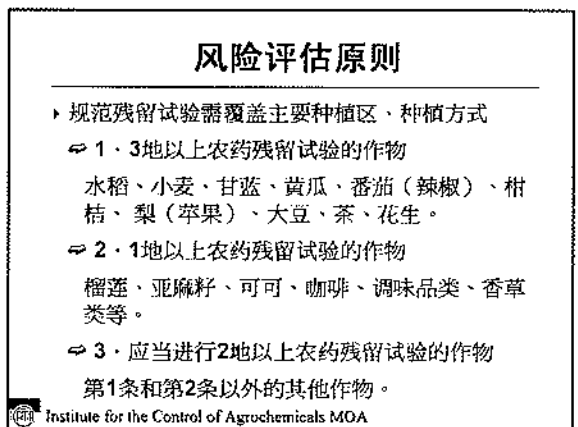 风险评估原则
规范残留试验需覆盖主要种植区、种植方式
1・3地以上农药残留试验的作物
水稻、小麦、甘蓝、黄瓜、番茄(辣椒)、柑
桔、梨(苹果)、大豆、茶、花生。
2・1地以上农药残留试验的作物
榴莲、亚麻籽、可可、咖啡、调味品类、香草
类等。
3・应当进行2地以上农药残留试验的作物
第1条和第2条以外的其他作物。
Institute for the Control of Agrochemicals MOA